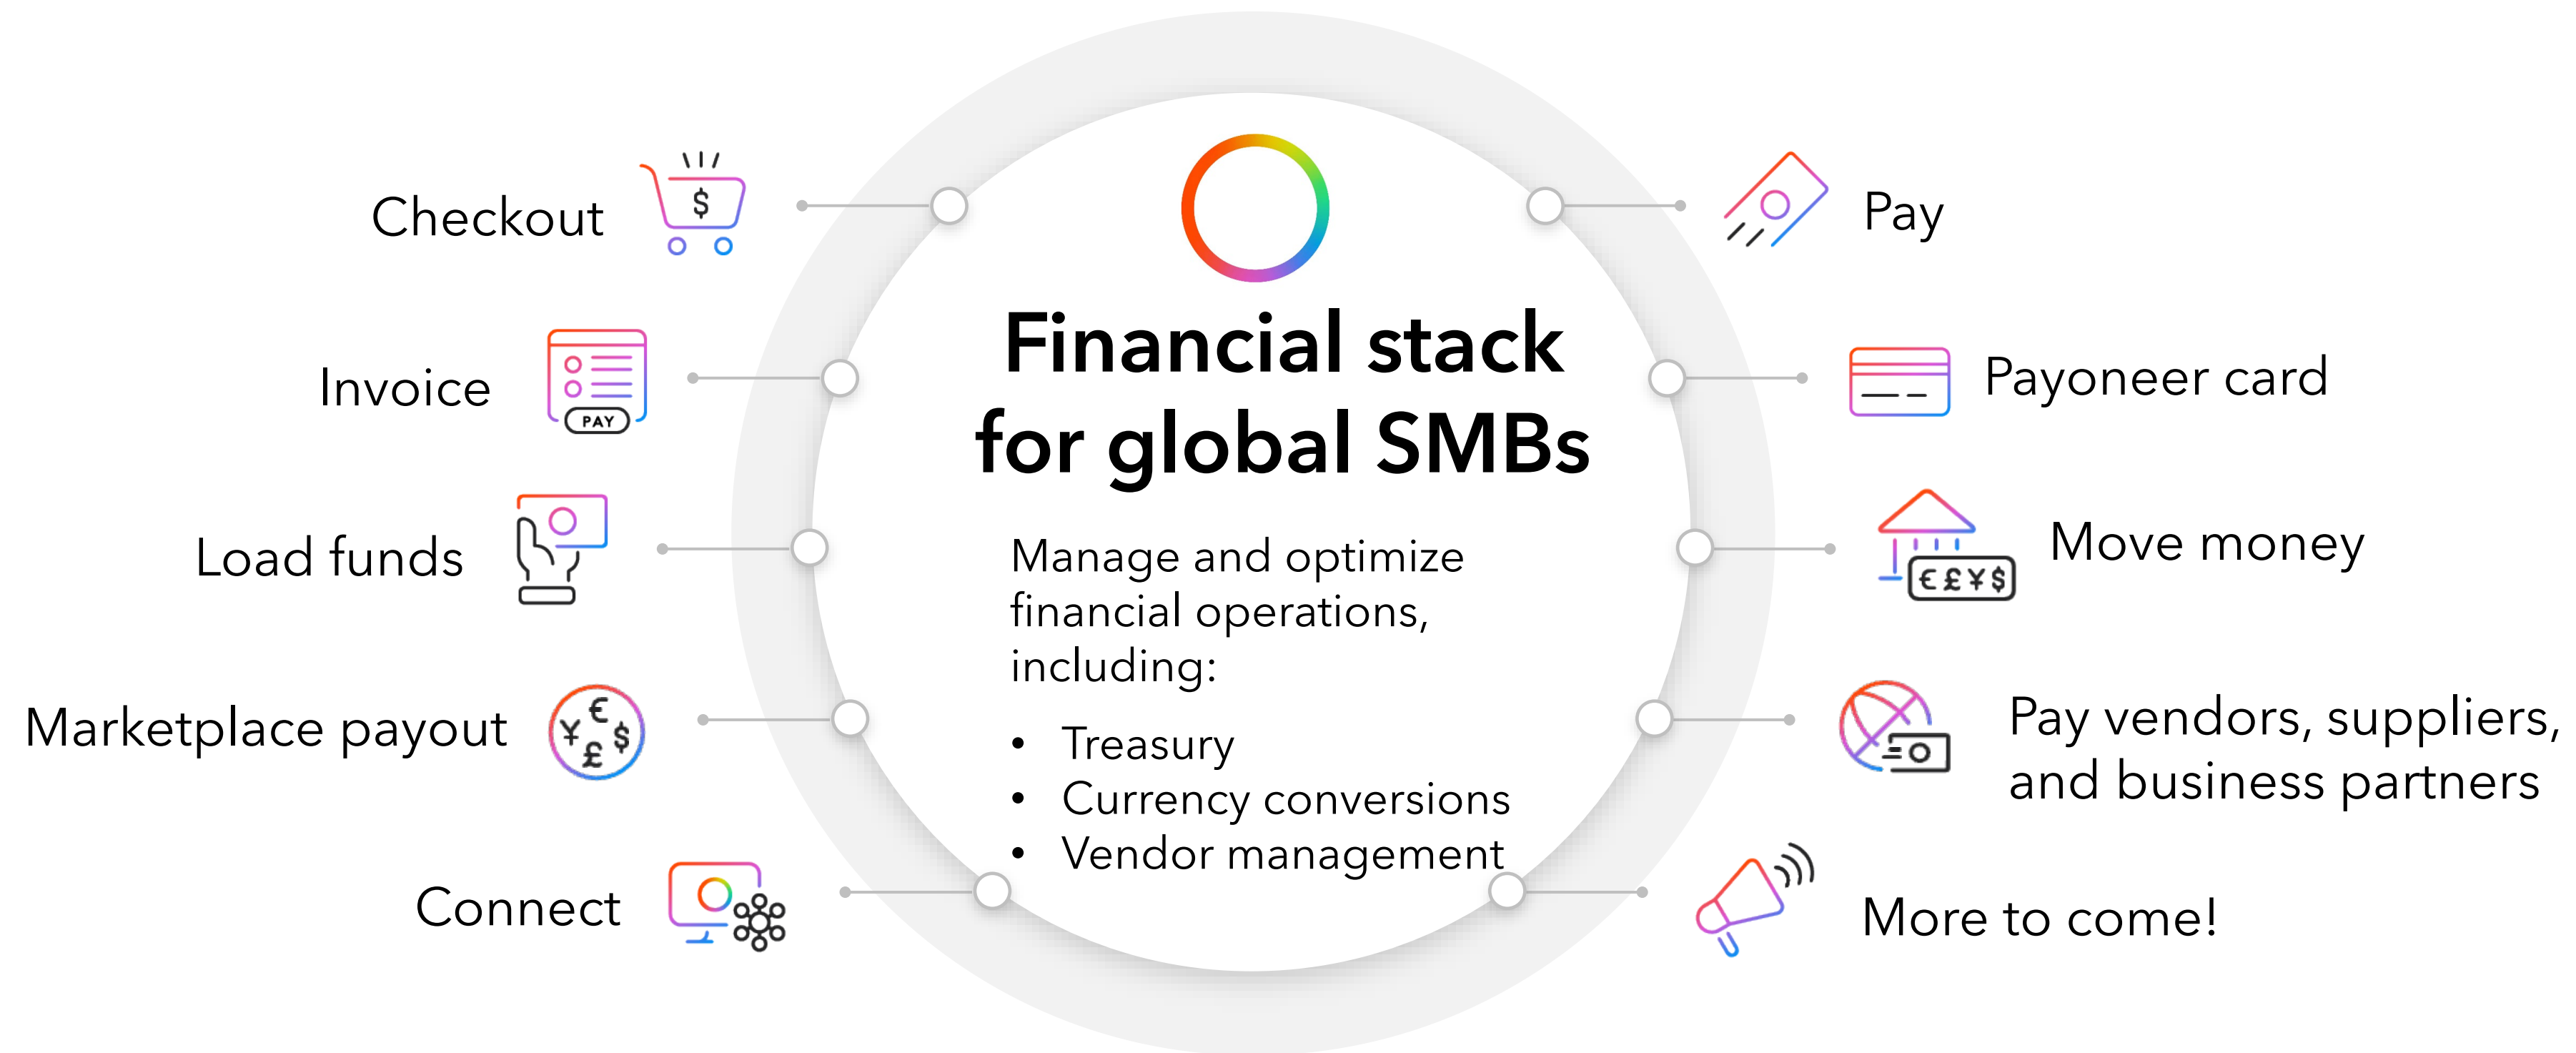 Checkout
$
Invoice
PAY
Load funds
Marketplace payout
€
¥ $
£
Connect
Financial stack
for global SMBs
Manage and optimize
financial operations,
including:
• Treasury
• Currency conversions
• Vendor management
Pay
Payoneer card
Move money
€£¥$
Pay vendors, suppliers,
and business partners
More to come!